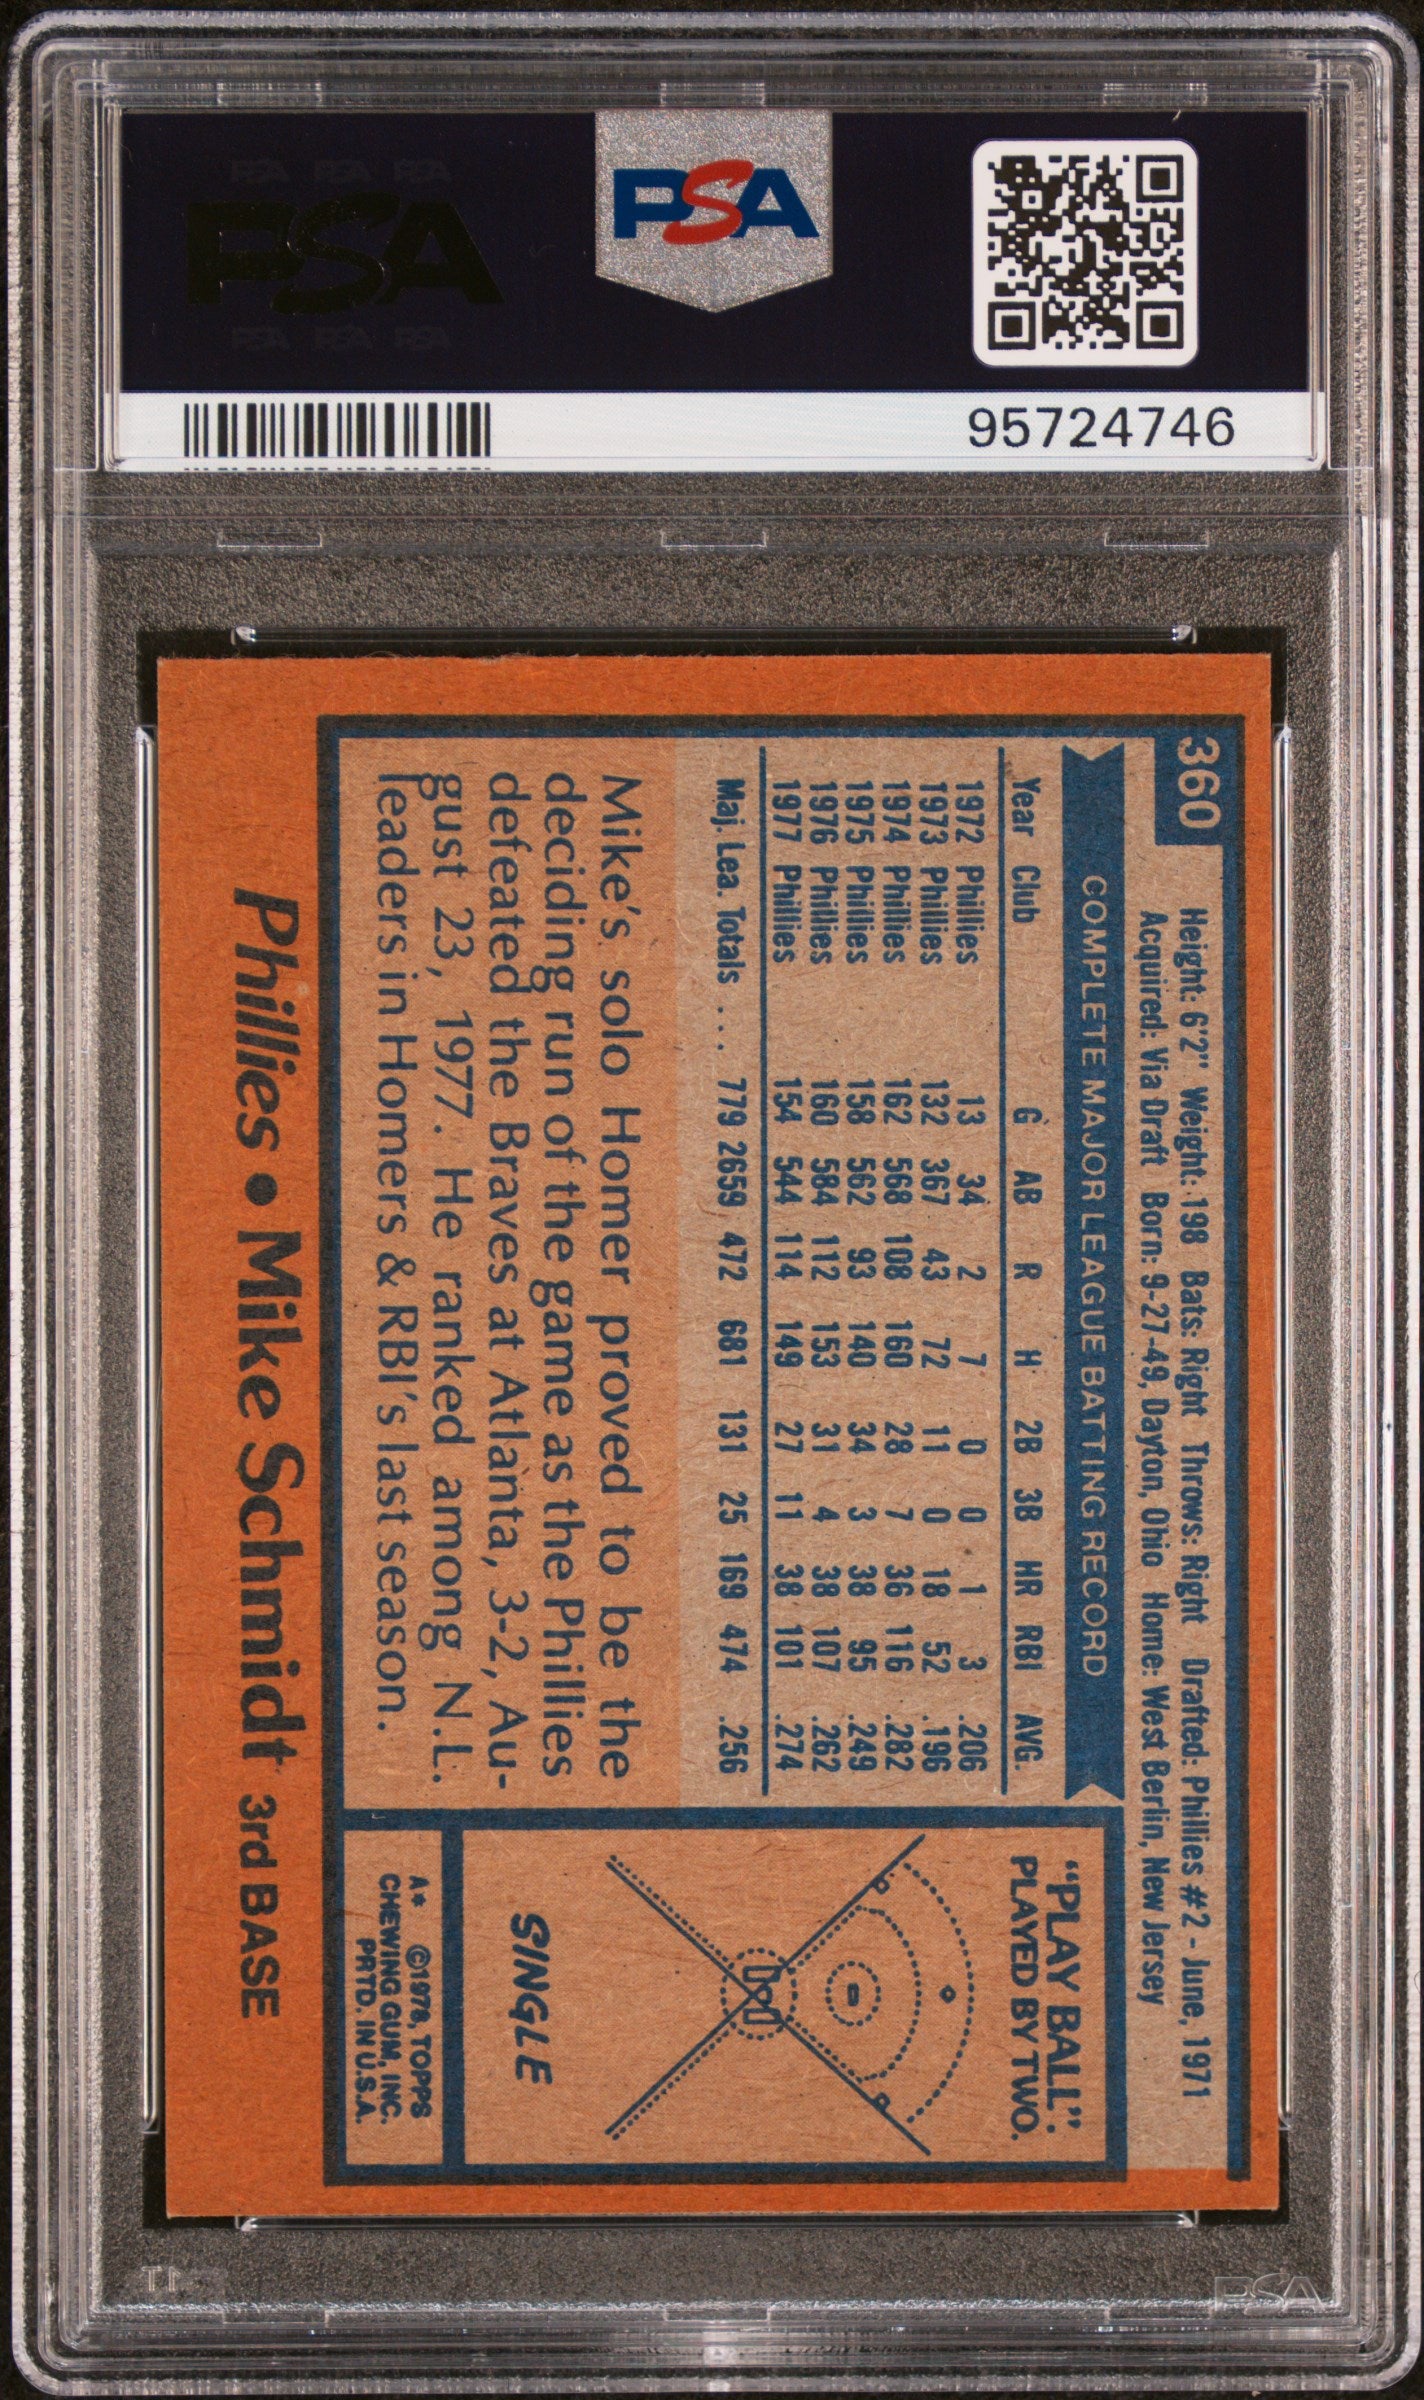 PSA PSA PSA
PSA
PSA PSA PSA
PSA
95724746
360
Height: 6'2" Weight: 198 Bats: Right Throws: Right Drafted: Phillies #2 - June, 1971
Acquired: Via Draft Born: 9-27-49, Dayton, Ohio Home: West Berlin, New Jersey
COMPLETE MAJOR LEAGUE BATTING RECORD
Year Club G AB R H 2B 3B HR RBI AVG.
1972 Phillies 13 34 2 7 0 0 1 3 .206
1973 Phillies 132 367 43 72 11 0 18 52 .196
1974 Phillies 162 568 108 160 28 7 36 116 .282
1975 Phillies 158 562 93 140 34 3 38 95 .249
1976 Phillies 160 584 112 153 31 4 38 107 .262
1977 Phillies 154 544 114 149 27 11 38 101 .274
Maj. Lea. Totals . . . 779 2659 472 681 131 25 169 474 .256
Mike's solo Homer proved to be the
deciding run of the game as the Phillies
defeated the Braves at Atlanta, 3-2, Au-
gust 23, 1977. He ranked among N.L.
leaders in Homers & RBI's last season.
"PLAY BALL":
PLAYED BY TWO.
SINGLE
A* ©1978, TOPPS
CHEWING GUM, INC.
PRTD. IN U.S.A.
Phillies • Mike Schmidt 3rd BASE
PSA